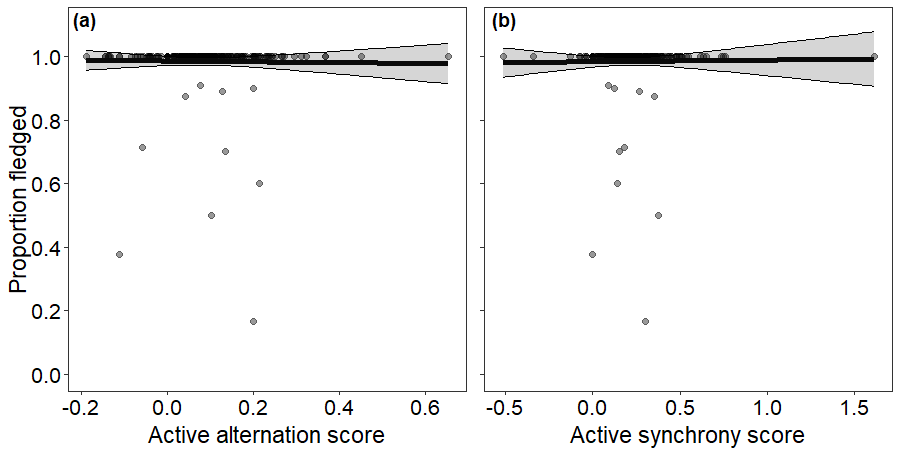 (a)
(b)
Proportion fledged
1.0
0.8
0.6
0.4
0.2
0.0
-0.2 0.0 0.2 0.4 0.6
-0.5 0.0 0.5 1.0 1.5
Active alternation score
Active synchrony score